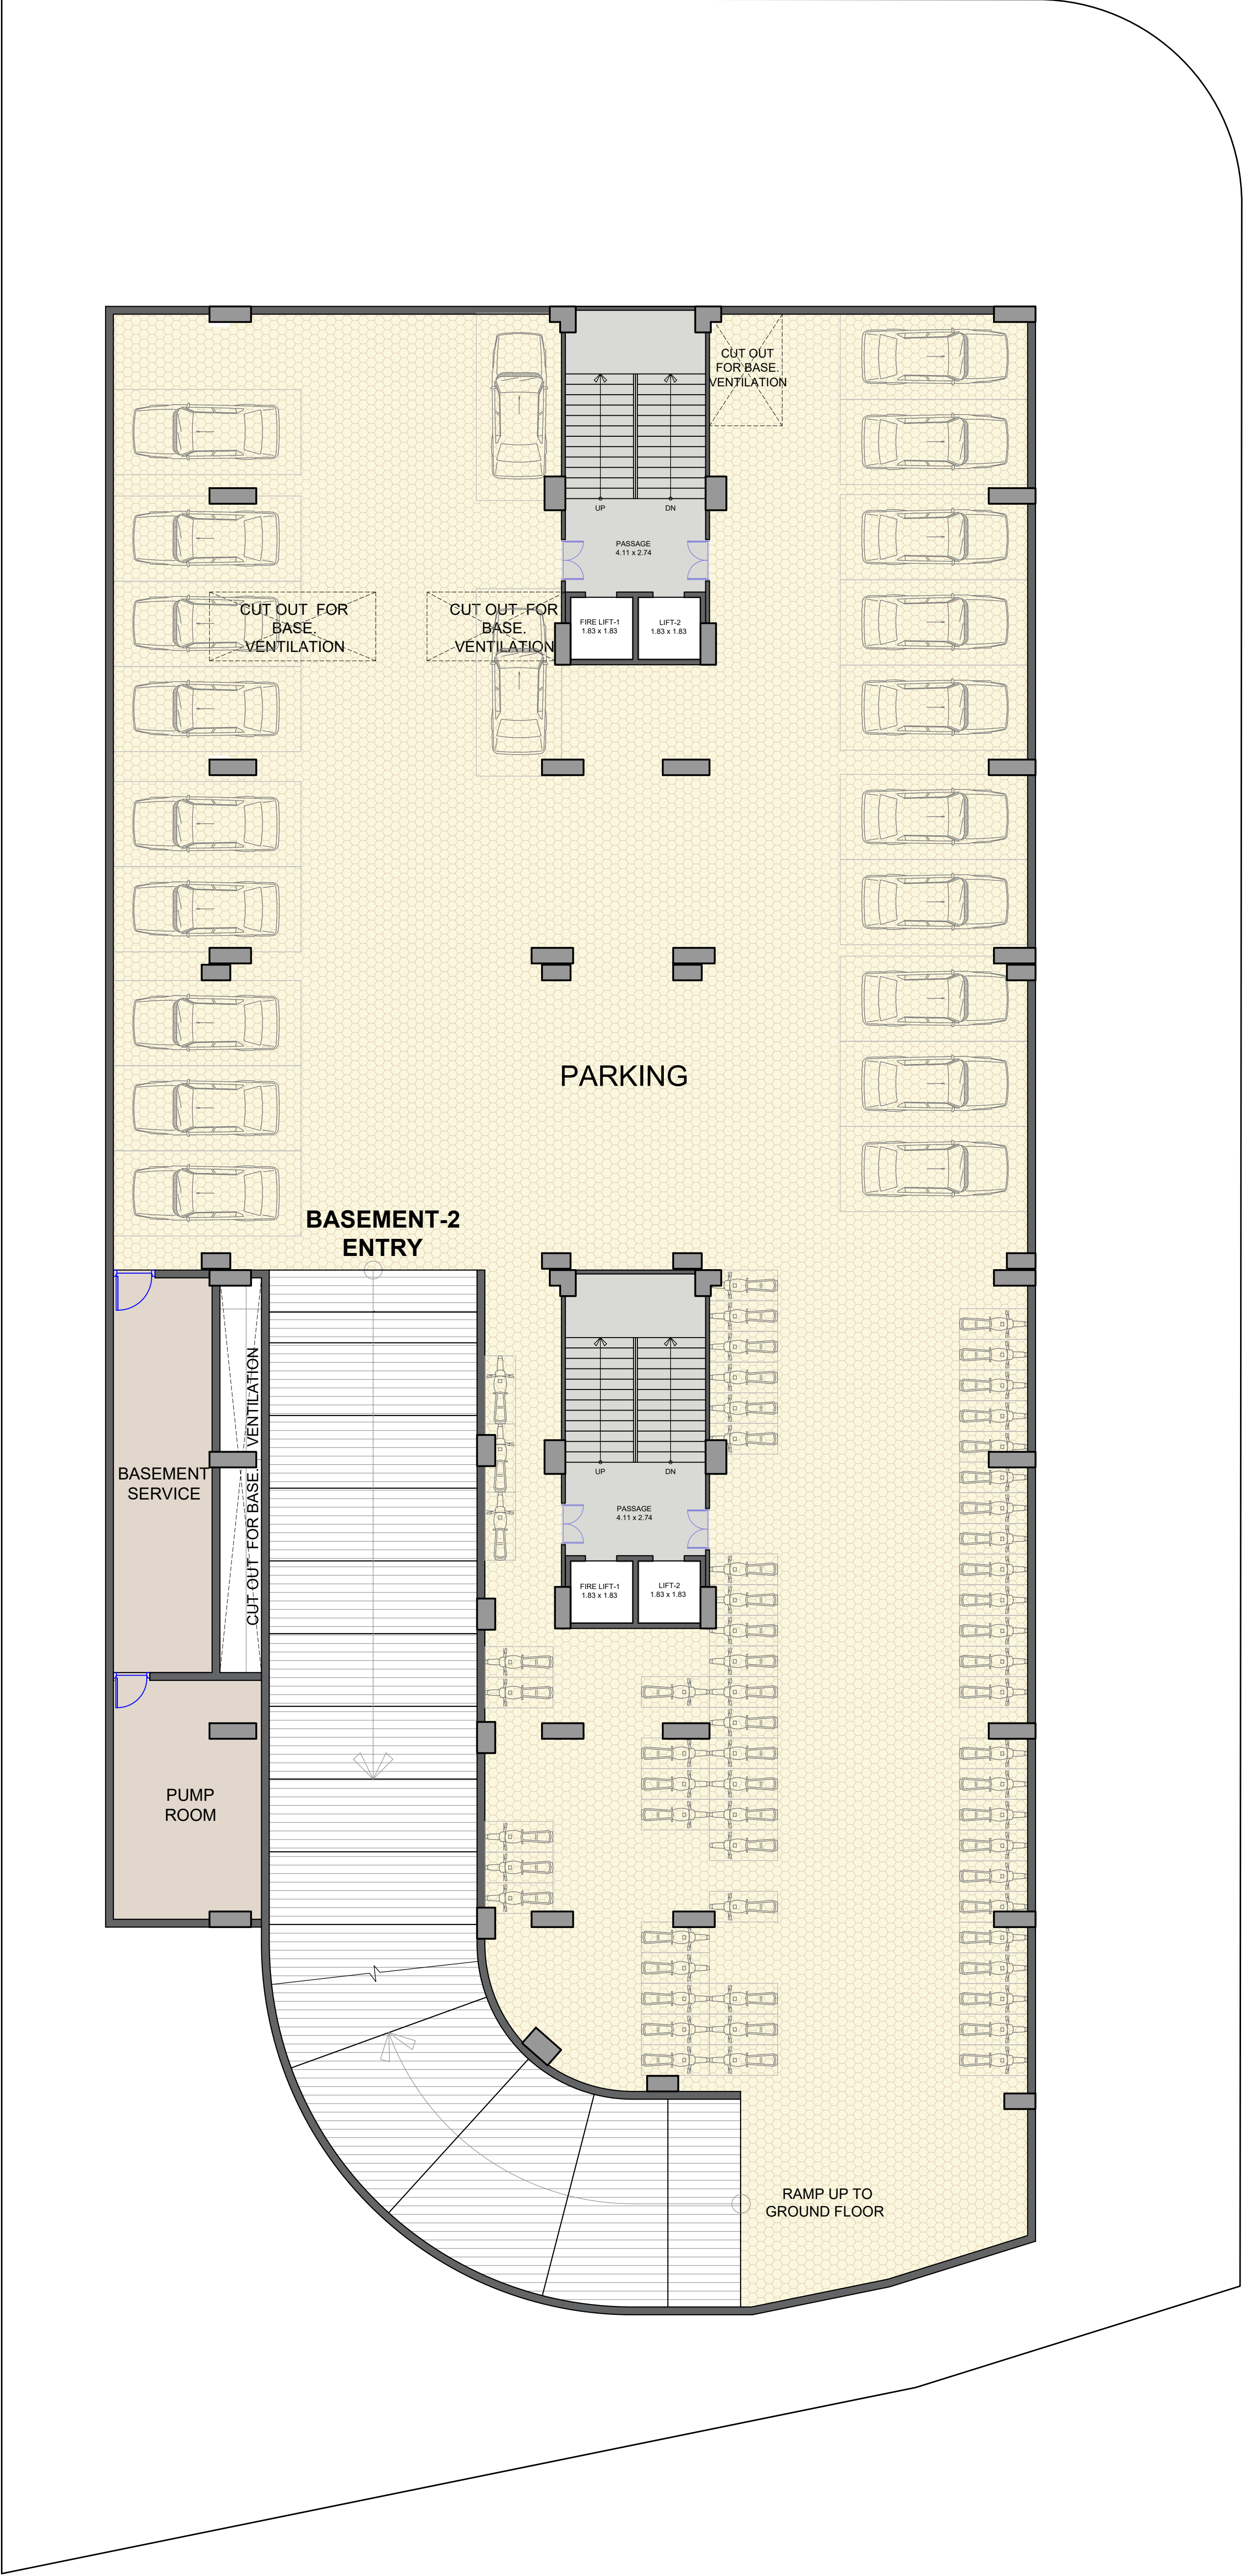 CUT OUT
FOR BASE.
VENTILATION
UP
DN
PASSAGE
4.11 x 2.74
CUT OUT FOR
BASE.
VENTILATION
CUT OUT FOR
BASE.
VENTILATION
FIRE LIFT-1
1.83 x 1.83
LIFT-2
1.83 x 1.83
PARKING
BASEMENT-2
ENTRY
CUT OUT FOR BASE. VENTILATION
BASEMENT
SERVICE
UP
DN
PASSAGE
4.11 x 2.74
FIRE LIFT-1
1.83 x 1.83
LIFT-2
1.83 x 1.83
PUMP
ROOM
RAMP UP TO
GROUND FLOOR